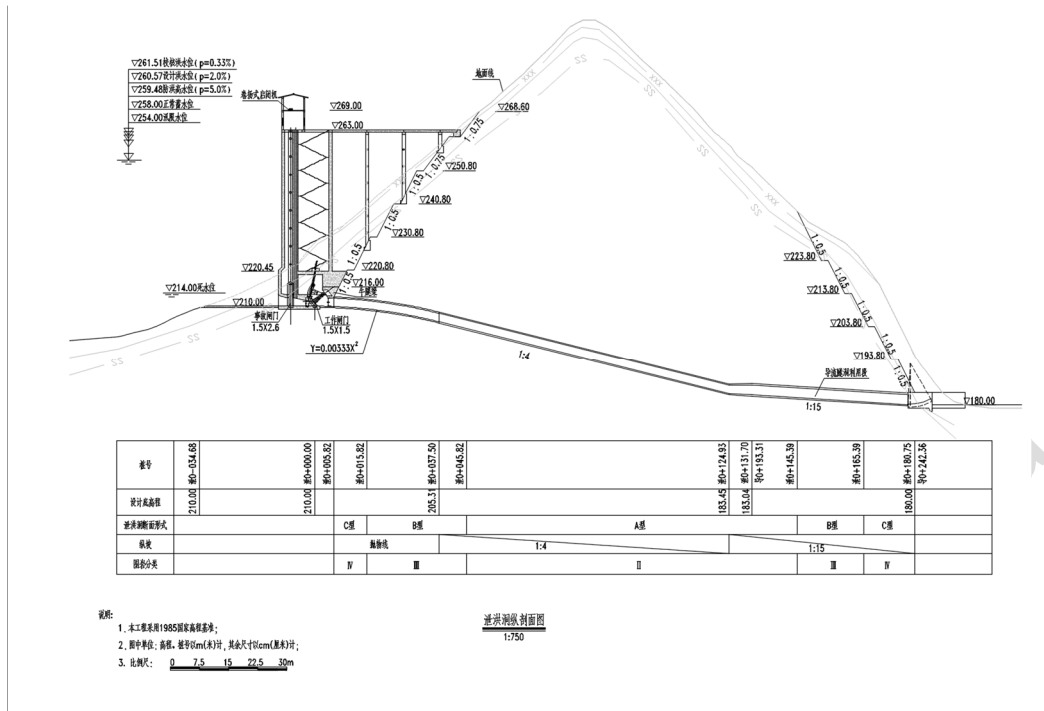 ▽261.51校核洪水位(p=0.33%)
▽260.57设计洪水位(p=2.0%)
▽259.48防洪高水位(p=5.0%)
▽258.00正常蓄水位
▽254.00汛限水位
卷扬式启闭机
▽269.00
▽263.00
地面线
▽268.60
1:0.75
1:0.75
▽250.80
1:0.5
▽240.80
1:0.5
▽230.80
1:0.5
▽220.80
1:0.5
▽216.00
牛腿梁
▽220.45
▽214.00死水位
▽210.00
事故闸门
1.5X2.6
工作闸门
1.5X1.5
Y=0.00333X²
1:4
1:0.5
▽223.80
1:0.5
▽213.80
1:0.5
▽203.80
1:0.5
▽193.80
1:0.5
导流隧洞利用段
1:15
▽180.00
桩号
泄0-034.68
泄0+000.00
泄0+005.82
泄0+015.82
泄0+037.50
泄0+045.82
泄0+124.93
泄0+131.70
导0+193.31
泄0+145.39
泄0+165.39
泄0+180.75
导0+242.36
设计底高程
210.00
210.00
205.31
183.45
183.04
180.00
泄洪洞断面形式
C型
B型
A型
B型
C型
纵坡
抛物线
1:4
1:15
围岩分类
Ⅳ
Ⅲ
Ⅱ
Ⅲ
Ⅳ
泄洪洞纵剖面图
1:750
说明:
1、本工程采用1985国家高程基准;
2、图中单位:高程、桩号以m(米)计,其余尺寸以cm(厘米)计;
3、比例尺: 0 7.5 15 22.5 30m